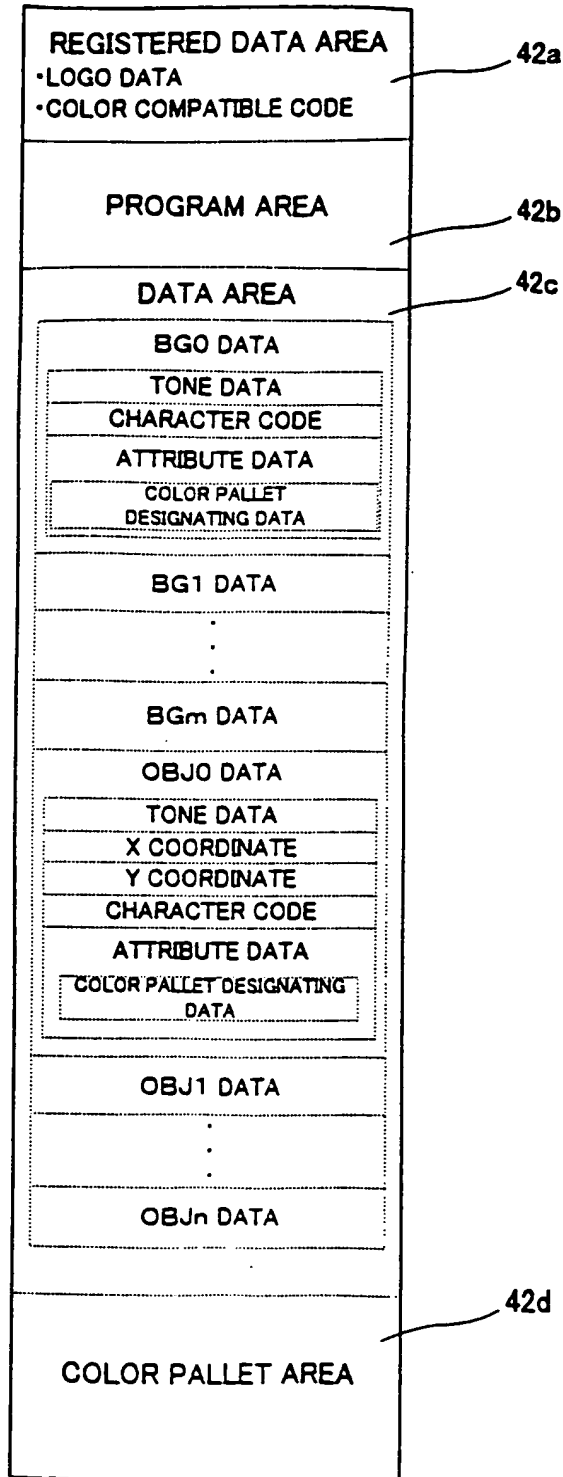 REGISTERED DATA AREA
·LOGO DATA
·COLOR COMPATIBLE CODE
42a
PROGRAM AREA
42b
DATA AREA
42c
BG0 DATA
TONE DATA
CHARACTER CODE
ATTRIBUTE DATA
COLOR PALLET
DESIGNATING DATA
BG1 DATA
BGm DATA
OBJ0 DATA
TONE DATA
X COORDINATE
Y COORDINATE
CHARACTER CODE
ATTRIBUTE DATA
COLOR PALLET DESIGNATING
DATA
OBJ1 DATA
OBJn DATA
42d
COLOR PALLET AREA